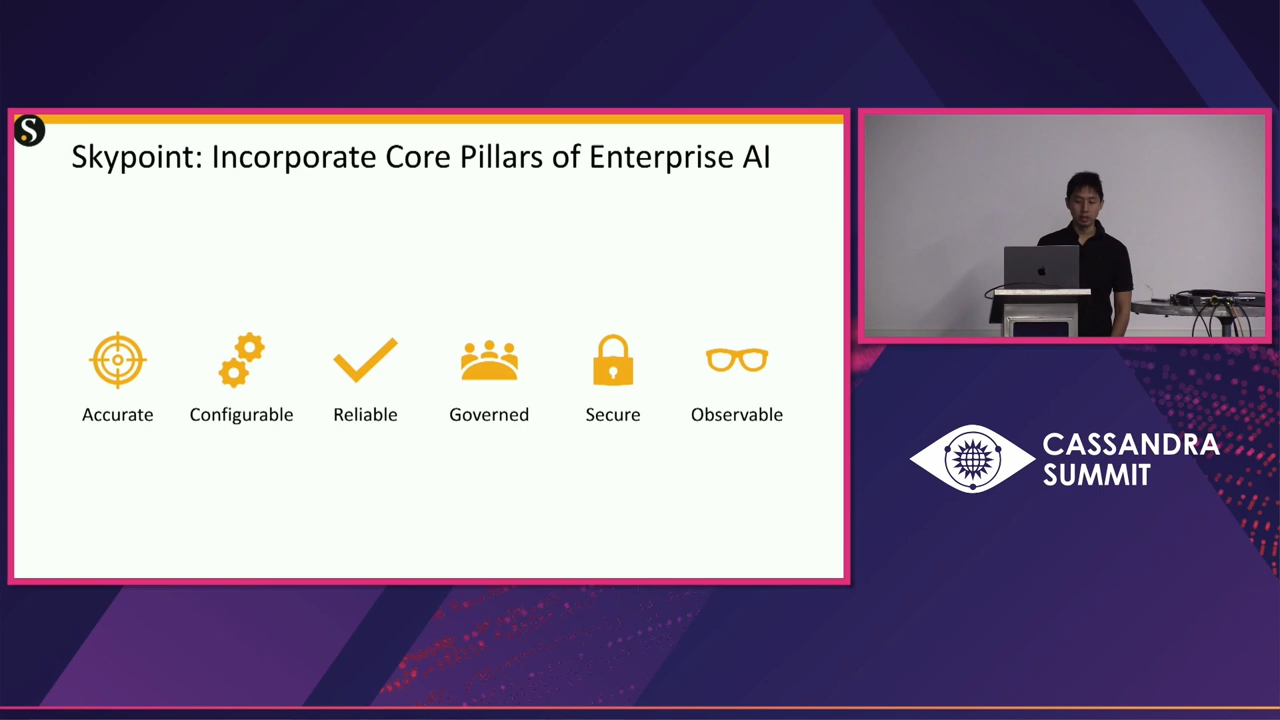 S
Skypoint: Incorporate Core Pillars of Enterprise AI
Accurate
Configurable
Reliable
Governed
Secure
Observable
CASSANDRA
SUMMIT